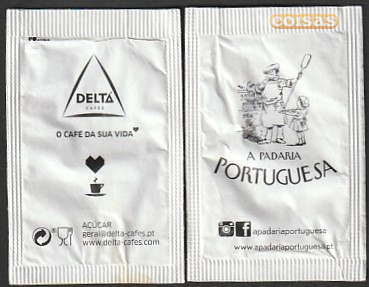 DELTA
CAFÉS
O CAFÉ DA SUA VIDA
AÇÚCAR
geral@delta-cafes.pt
www.delta-cafes.com
corsas
A PADARIA
PORTUGUESA
apadariaportuguesa
www.apadariaportuguesa.pt